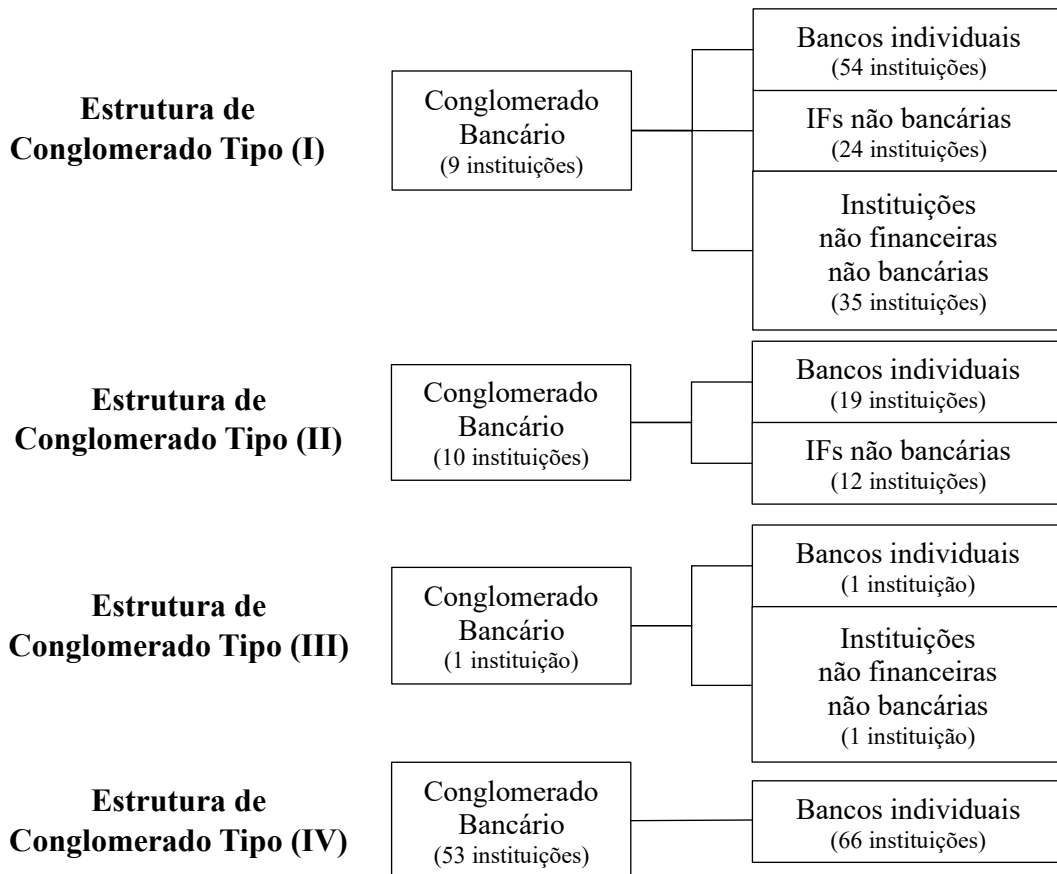 Estrutura de
Conglomerado Tipo (I)
Conglomerado
Bancário
(9 instituições)
Bancos individuais
(54 instituições)
IFs não bancárias
(24 instituições)
Instituições
não financeiras
não bancárias
(35 instituições)
Estrutura de
Conglomerado Tipo (II)
Conglomerado
Bancário
(10 instituições)
Bancos individuais
(19 instituições)
IFs não bancárias
(12 instituições)
Estrutura de
Conglomerado Tipo (III)
Conglomerado
Bancário
(1 instituição)
Bancos individuais
(1 instituição)
Instituições
não financeiras
não bancárias
(1 instituição)
Estrutura de
Conglomerado Tipo (IV)
Conglomerado
Bancário
(53 instituições)
Bancos individuais
(66 instituições)